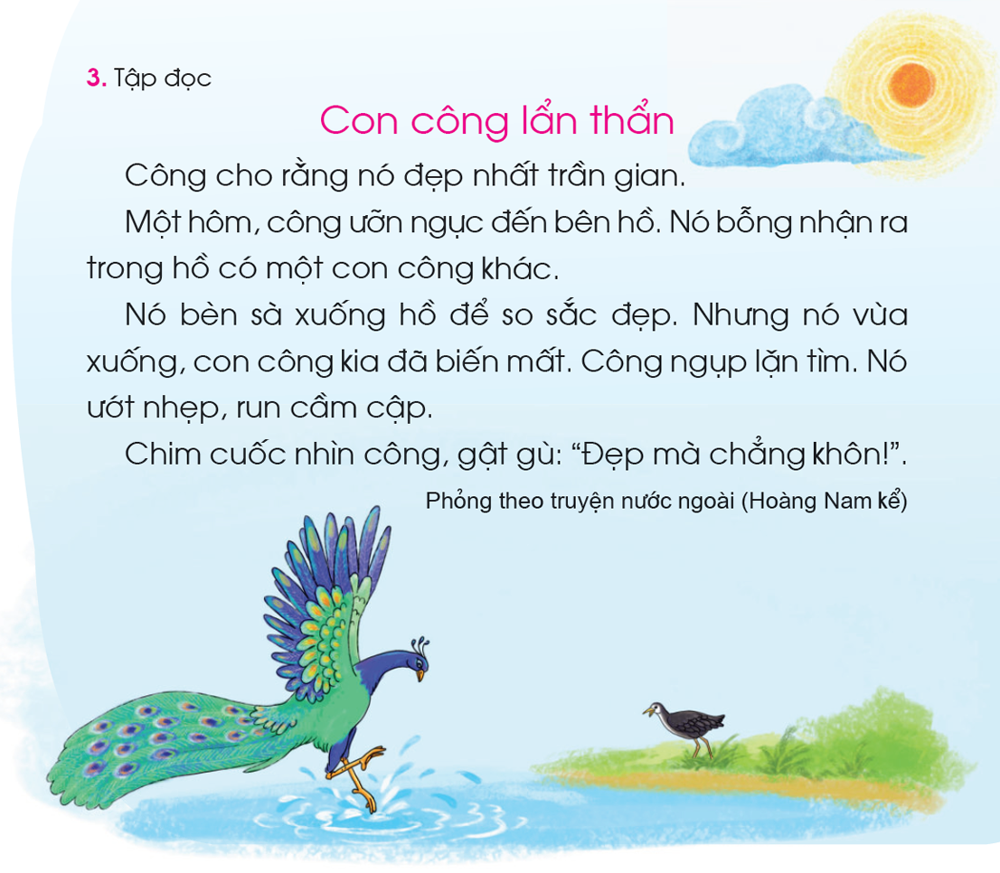 3. Tập đọc
Con công lẩn thẩn
Công cho rằng nó đẹp nhất trần gian.
Một hôm, công ưỡn ngực đến bên hồ. Nó bỗng nhận ra
trong hồ có một con công khác.
Nó bèn sà xuống hồ để so sắc đẹp. Nhưng nó vừa
xuống, con công kia đã biến mất. Công ngụp lặn tìm. Nó
ướt nhẹp, run cầm cập.
Chim cuốc nhìn công, gật gù: “Đẹp mà chẳng khôn!”.
Phỏng theo truyện nước ngoài (Hoàng Nam kể)